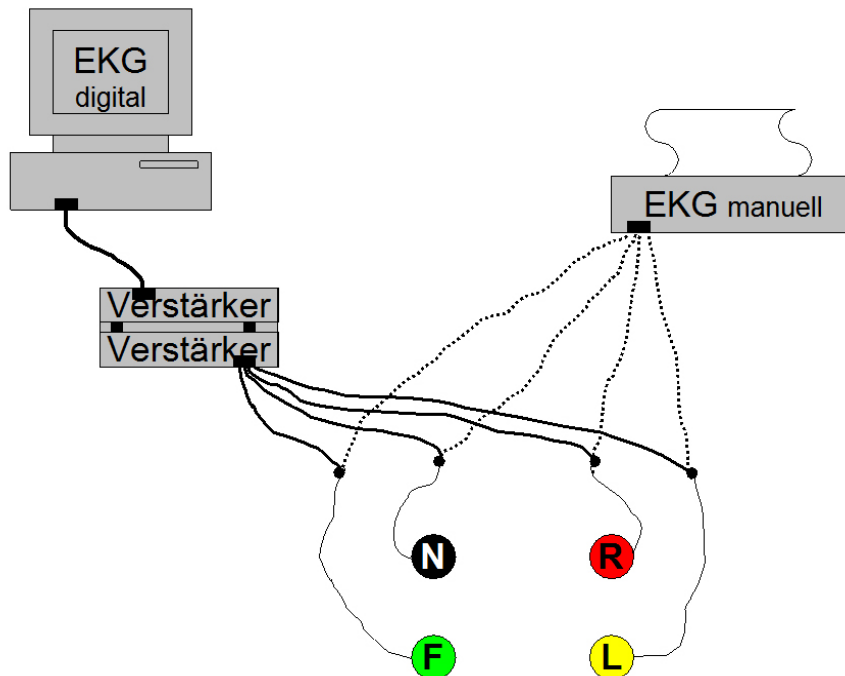 EKG
digital
EKG manuell
Verstärker
Verstärker
N
R
F
L